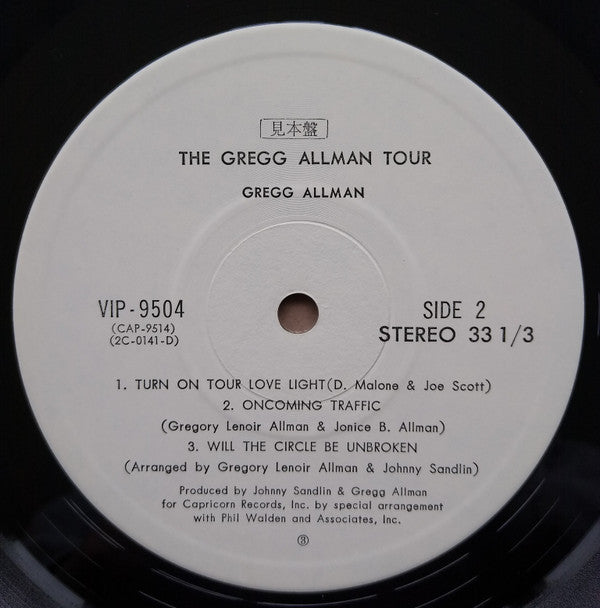 見本盤
THE GREGG ALLMAN TOUR
GREGG ALLMAN
VIP-9504
(CAP-9514)
(2C-0141-D)
SIDE 2
STEREO 33 1/3
1. TURN ON TOUR LOVE LIGHT(D. Malone & Joe Scott)
2. ONCOMING TRAFFIC
(Gregory Lenoir Allman & Jonice B. Allman)
3. WILL THE CIRCLE BE UNBROKEN
(Arranged by Gregory Lenoir Allman & Johnny Sandlin)
Produced by Johnny Sandlin & Gregg Allman
for Capricorn Records, Inc. by special arrangement
with Phil Walden and Associates, Inc.
③